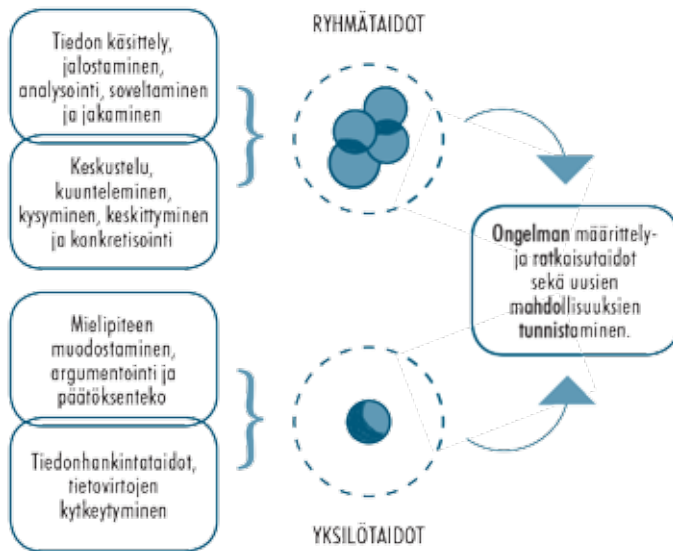 Tiedon käsittely,
jalostaminen,
analysointi, soveltaminen
ja jakaminen
Keskustelu,
kuunteleminen,
kysyminen, keskittyminen
ja konkretisointi
RYHMÄTAIDOT
Ongelman määrittely-
ja ratkaisutaidot
sekä uusien
mahdollisuuksien
tunnistaminen.
Mielipiteen
muodostaminen,
argumentointi ja
päätöksenteko
Tiedonhankintataidot,
tietovirtojen
kytkeytyminen
YKSILÖTAIDOT